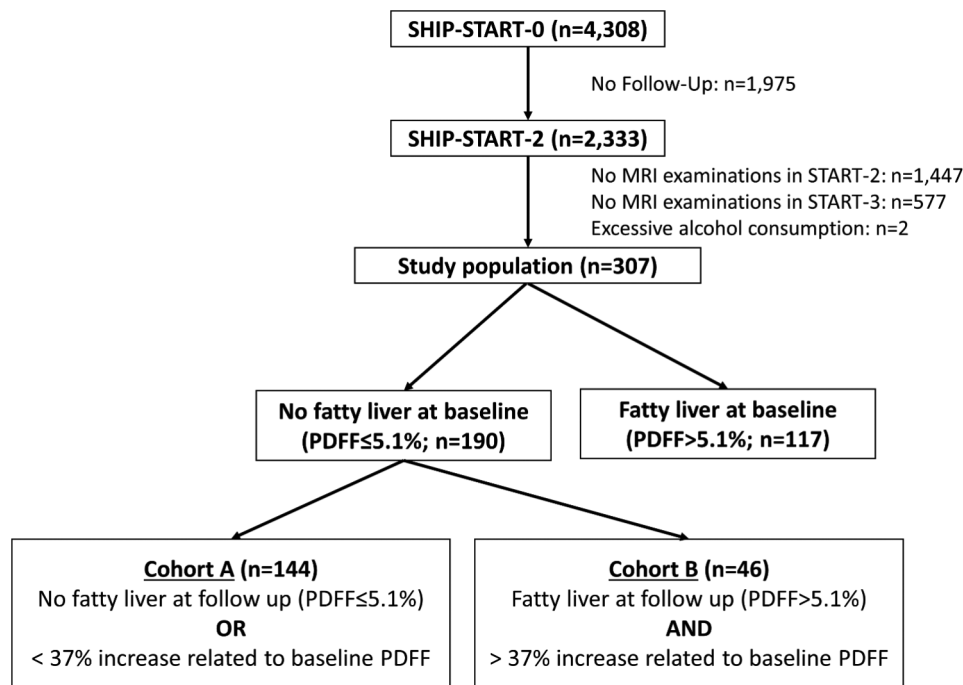 SHIP-START-0 (n=4,308)
No Follow-Up: n=1,975
SHIP-START-2 (n=2,333)
No MRI examinations in START-2: n=1,447
No MRI examinations in START-3: n=577
Excessive alcohol consumption: n=2
Study population (n=307)
No fatty liver at baseline
(PDFF≤5.1%; n=190)
Fatty liver at baseline
(PDFF>5.1%; n=117)
Cohort A (n=144)
No fatty liver at follow up (PDFF≤5.1%)
OR
< 37% increase related to baseline PDFF
Cohort B (n=46)
Fatty liver at follow up (PDFF>5.1%)
AND
> 37% increase related to baseline PDFF